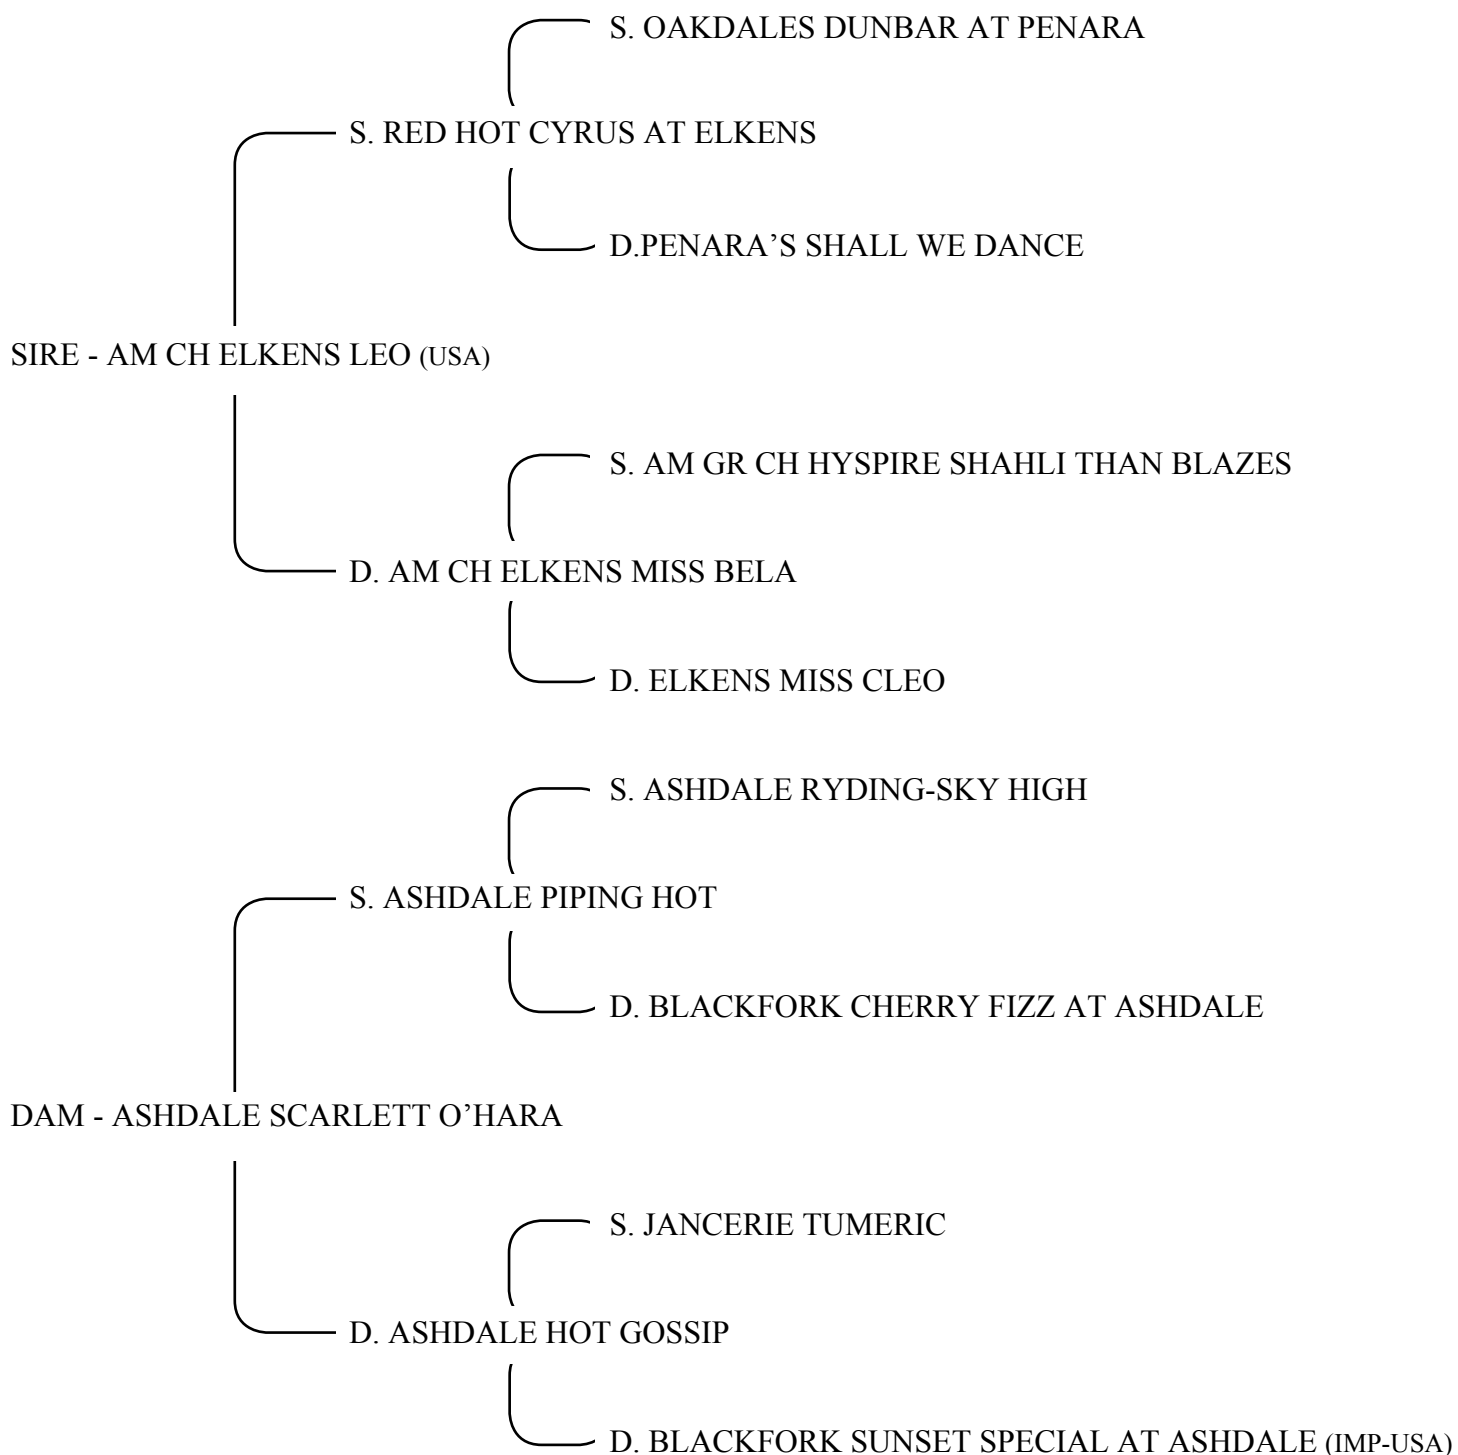 S. OAKDALES DUNBAR AT PENARA
S. RED HOT CYRUS AT ELKENS
D.PENARA’S SHALL WE DANCE
SIRE - AM CH ELKENS LEO (USA)
S. AM GR CH HYSPIRE SHAHLI THAN BLAZES
D. AM CH ELKENS MISS BELA
D. ELKENS MISS CLEO
S. ASHDALE RYDING-SKY HIGH
S. ASHDALE PIPING HOT
D. BLACKFORK CHERRY FIZZ AT ASHDALE
DAM - ASHDALE SCARLETT O’HARA
S. JANCERIE TUMERIC
D. ASHDALE HOT GOSSIP
D. BLACKFORK SUNSET SPECIAL AT ASHDALE (IMP-USA)